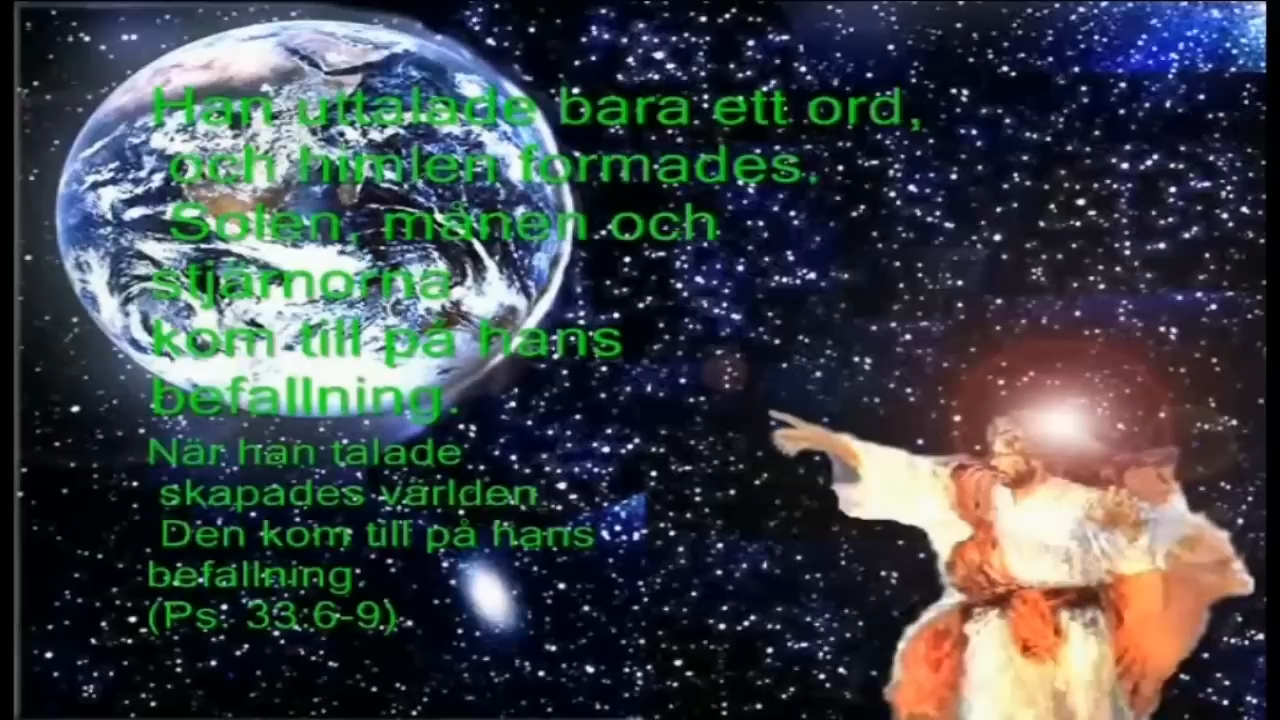 Han uttalade bara ett ord,
och himlen formades.
Solen, månen och
stjärnorna
kom till på hans
befallning.
När han talade
skapades världen
Den kom till på hans
befallning
(Ps. 33:6-9)